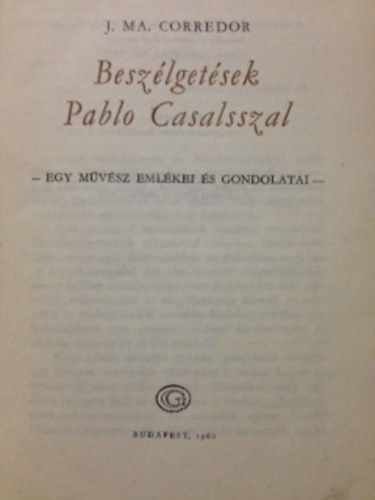 J. MA. CORREDOR
Beszélgetések
Pablo Casalsszal
— EGY MŰVÉSZ EMLÉKEI ÉS GONDOLATAI —
BUDAPEST, 1960